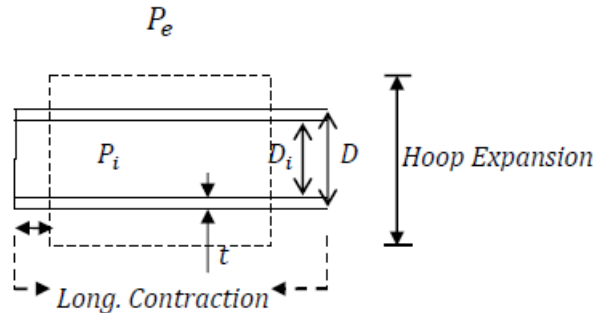 P_e
P_i D_i D Hoop Expansion
t
Long. Contraction